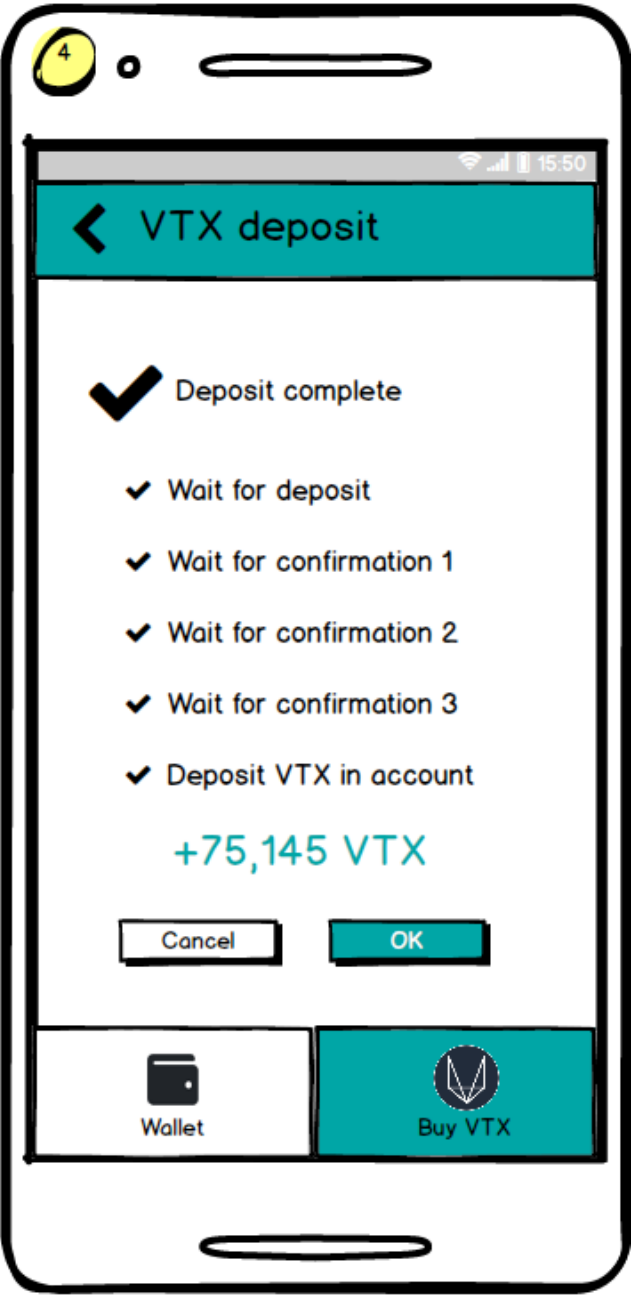 4
15:50
VTX deposit
Deposit complete
Wait for deposit
Wait for confirmation 1
Wait for confirmation 2
Wait for confirmation 3
Deposit VTX in account
+75,145 VTX
Cancel OK
Wallet Buy VTX